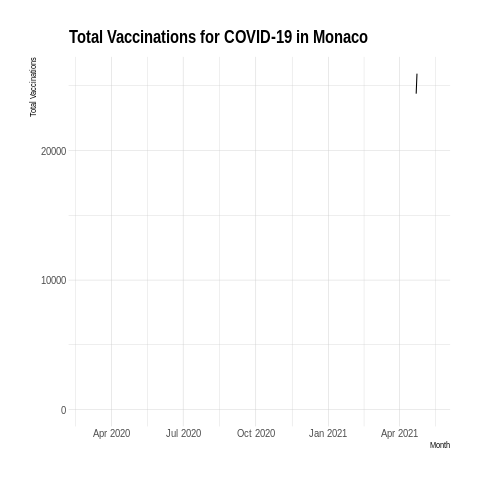 Total Vaccinations for COVID-19 in Monaco
Total Vaccinations
20000
10000
0
Apr 2020 Jul 2020 Oct 2020 Jan 2021 Apr 2021
Month